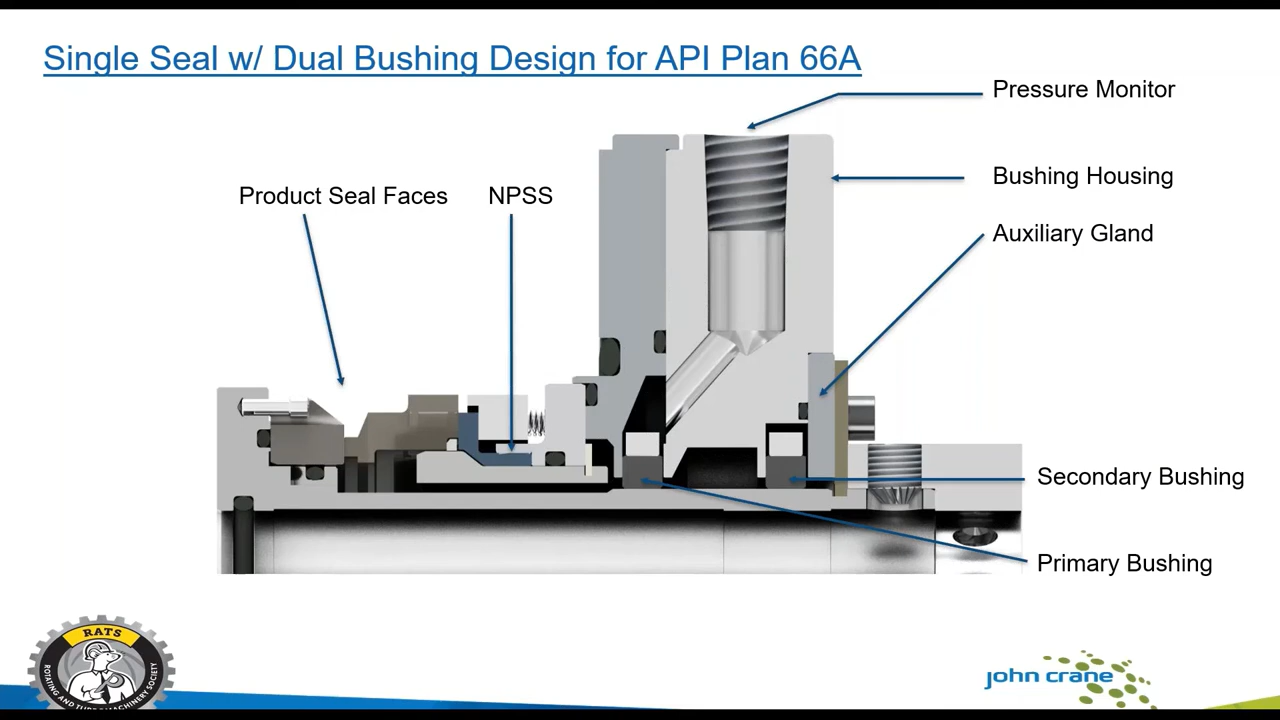 Single Seal w/ Dual Bushing Design for API Plan 66A
Pressure Monitor
Bushing Housing
Product Seal Faces
NPSS
Auxiliary Gland
Secondary Bushing
Primary Bushing
RATS
john crane